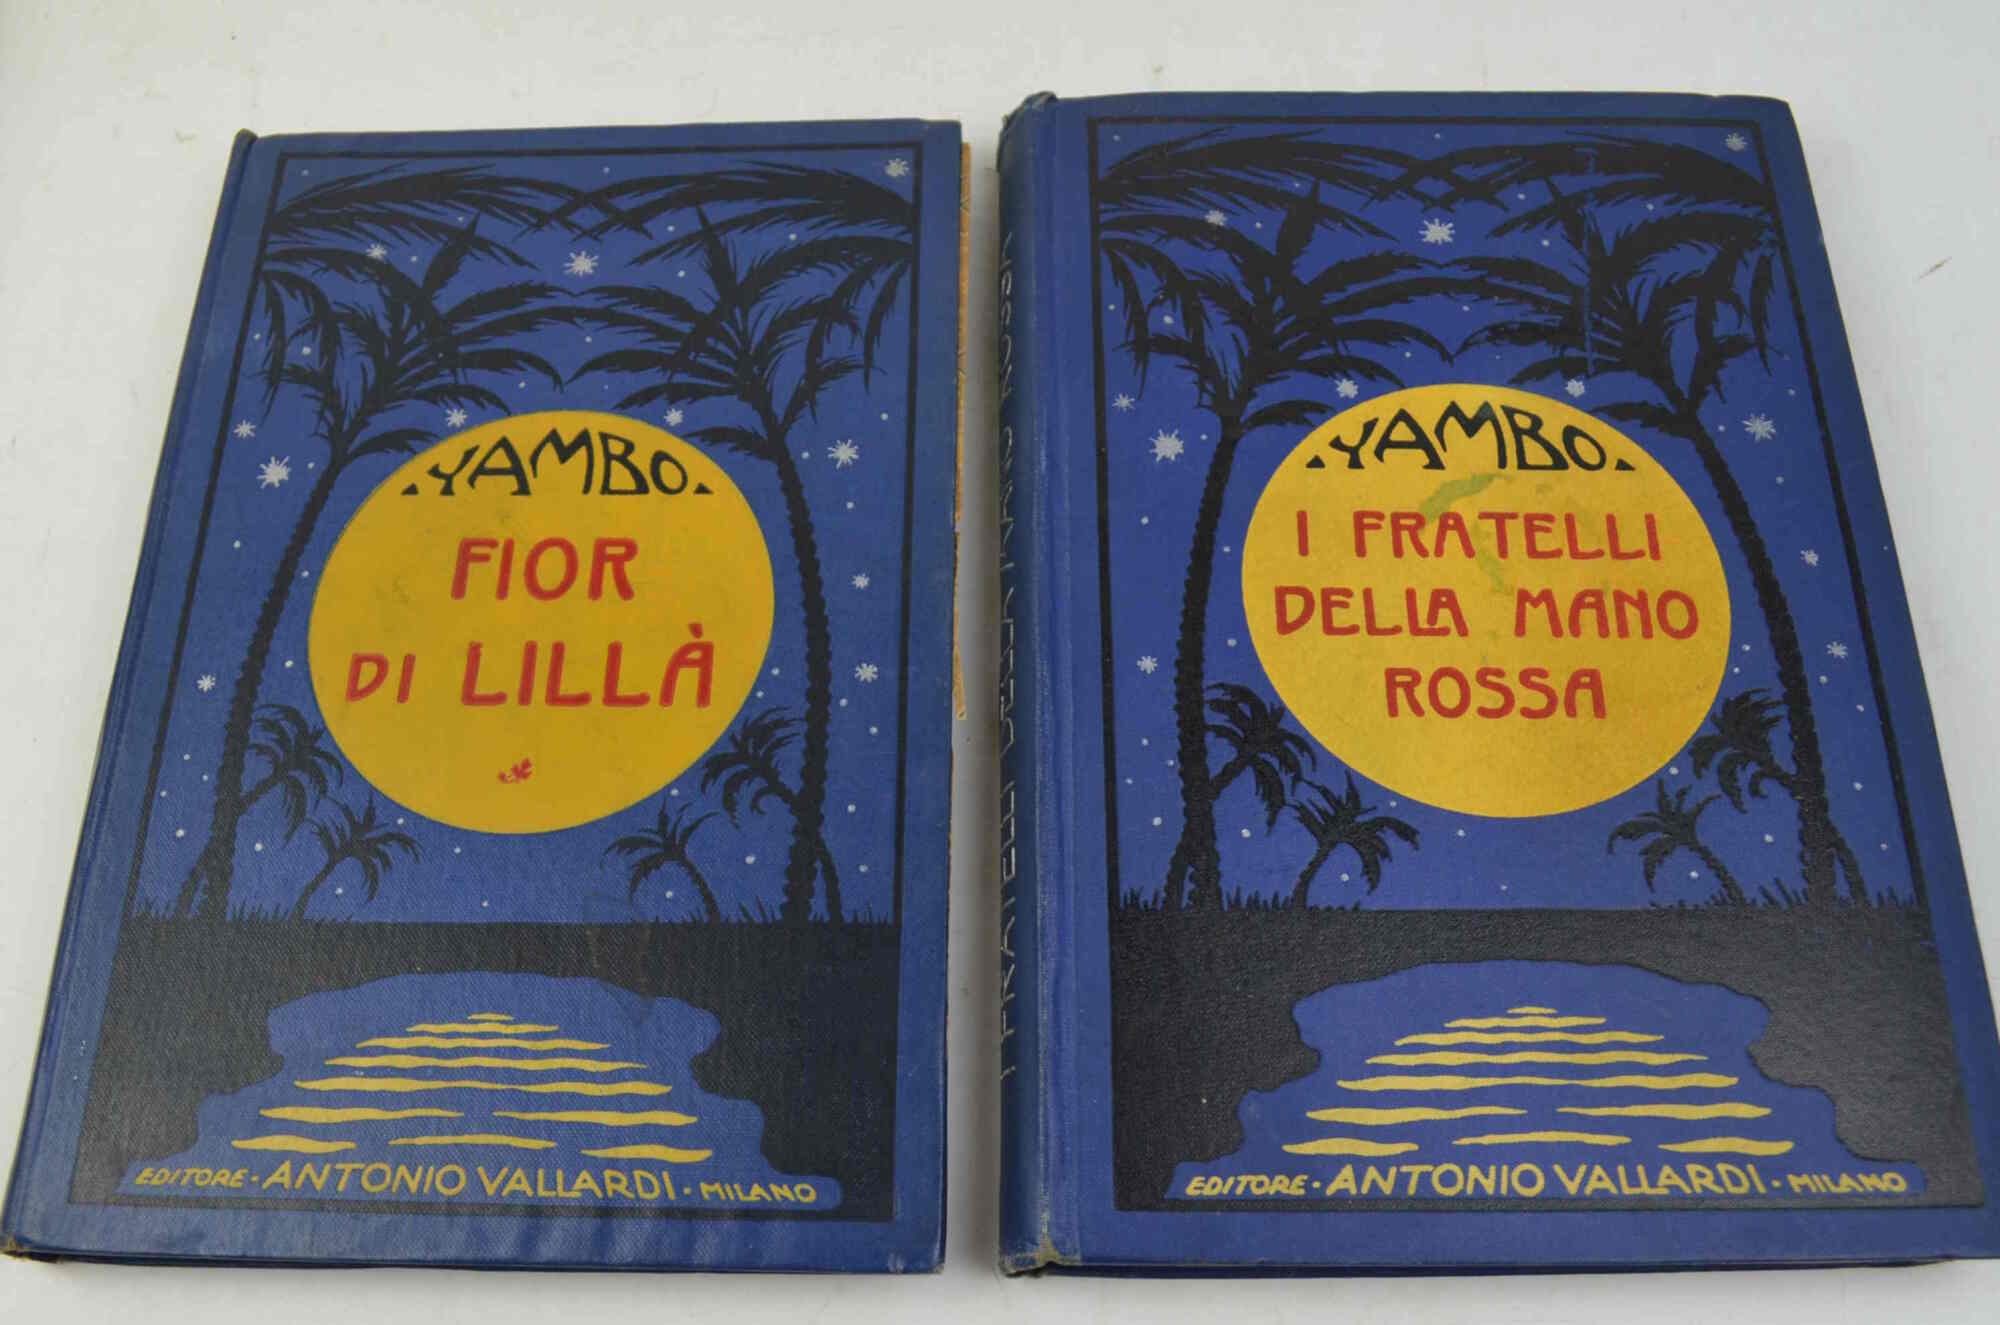 YAMBO
FIOR
DI LILLÀ
EDITORE · ANTONIO VALLARDI · MILANO
I FRATELLI DELLA MANO ROSSA
YAMBO
I FRATELLI
DELLA MANO
ROSSA
EDITORE · ANTONIO VALLARDI · MILANO